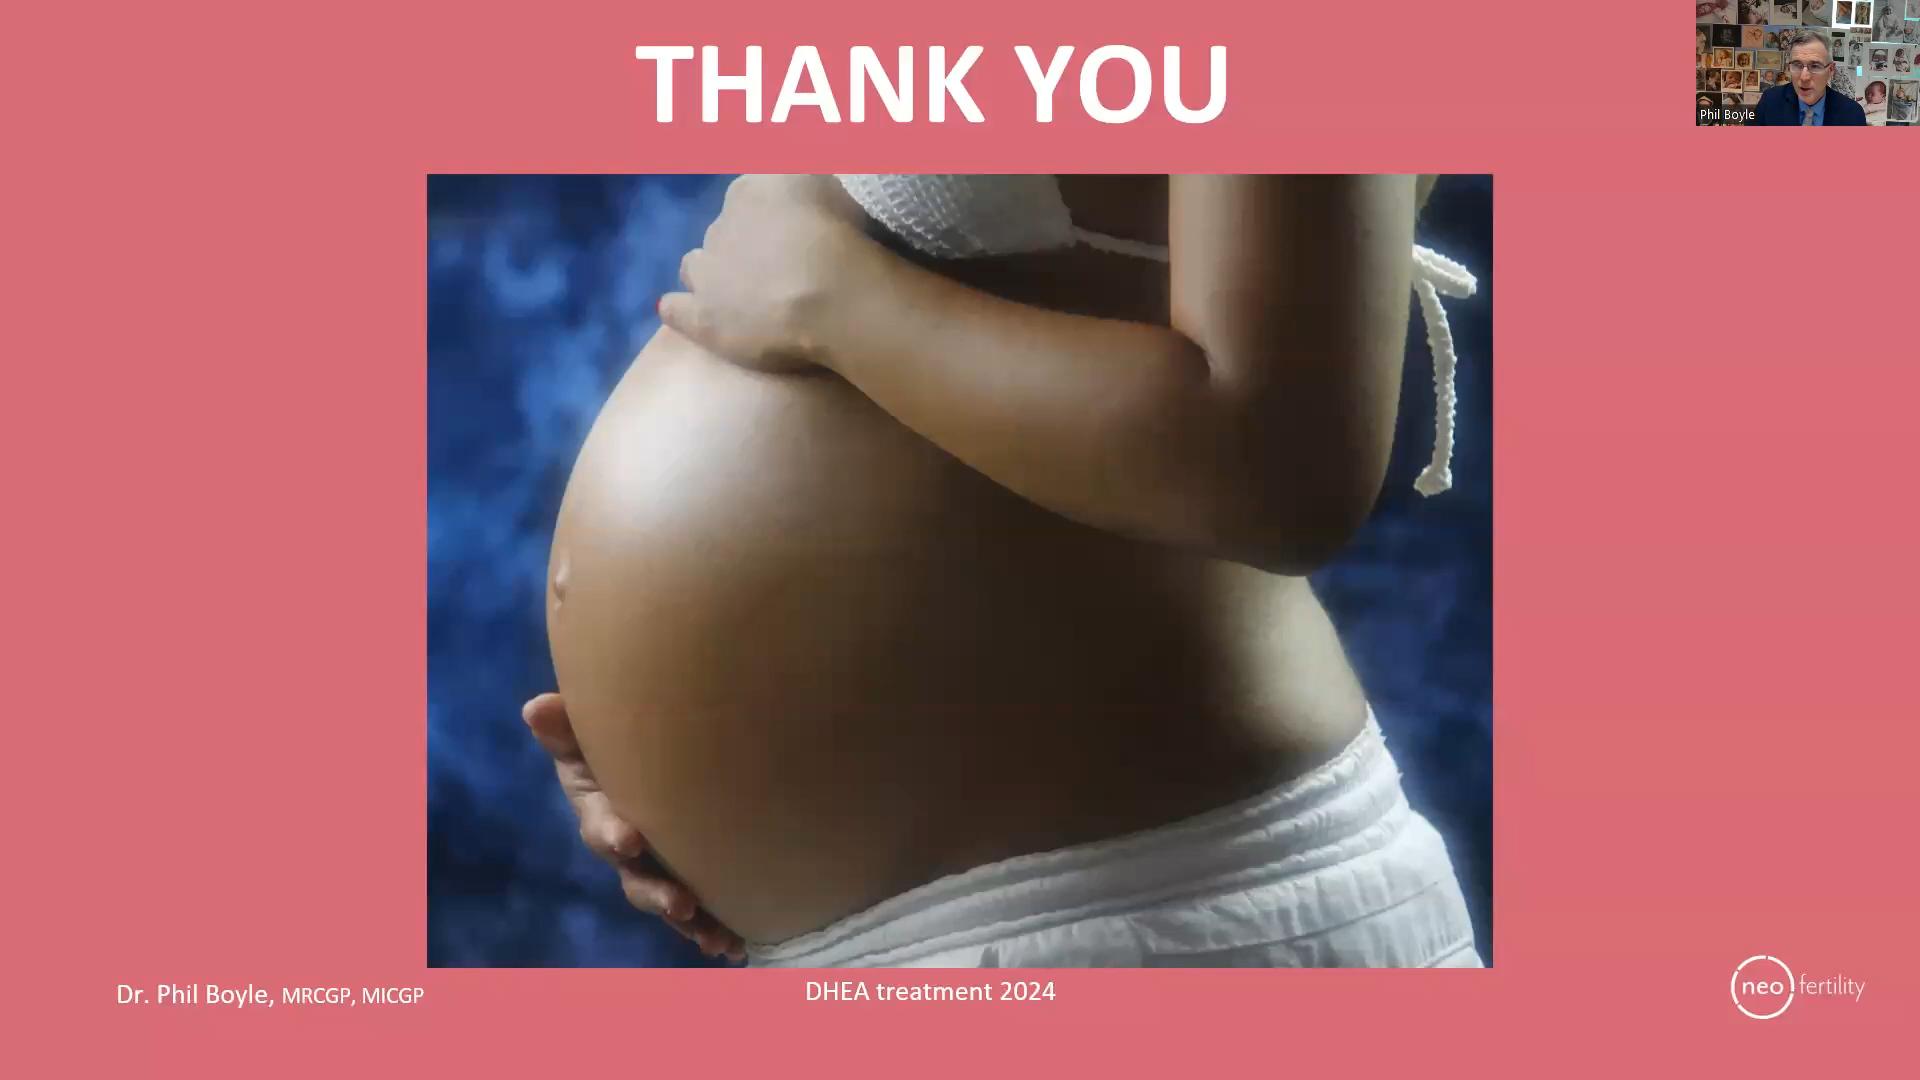 THANK YOU
Phil Boyle
Dr. Phil Boyle, MRCGP, MICGP
DHEA treatment 2024
neo fertility